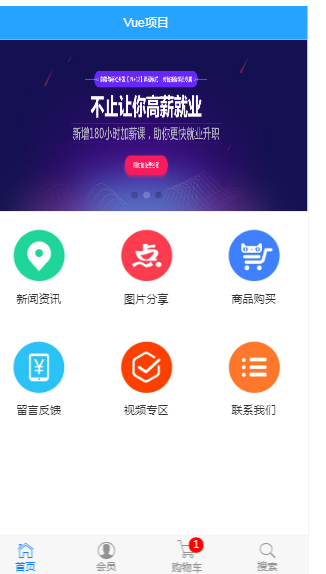 Vue项目
不止让你高薪就业
新增180小时加薪课，助你更快就业升职
点
新闻资讯
图片分享
商品购买
¥
留言反馈
视频专区
联系我们
1
首页
会员
购物车
搜索